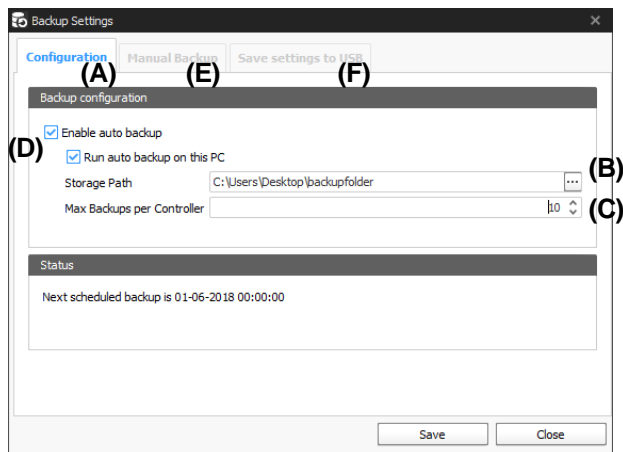 Backup Settings
Configuration Manual Backup Save settings to USB
(A) (E) (F)
Backup configuration
(D) Enable auto backup
Run auto backup on this PC
Storage Path C:\Users\Desktop\backupfolder ... (B)
Max Backups per Controller 10 (C)
Status
Next scheduled backup is 01-06-2018 00:00:00
Save Close